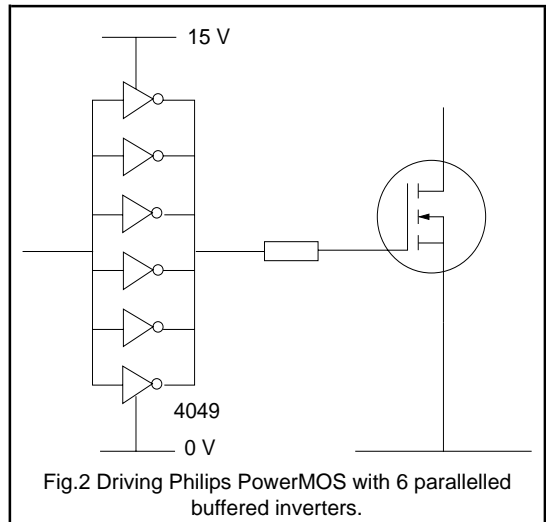 15 V
4049
0 V
Fig.2 Driving Philips PowerMOS with 6 parallelled
buffered inverters.